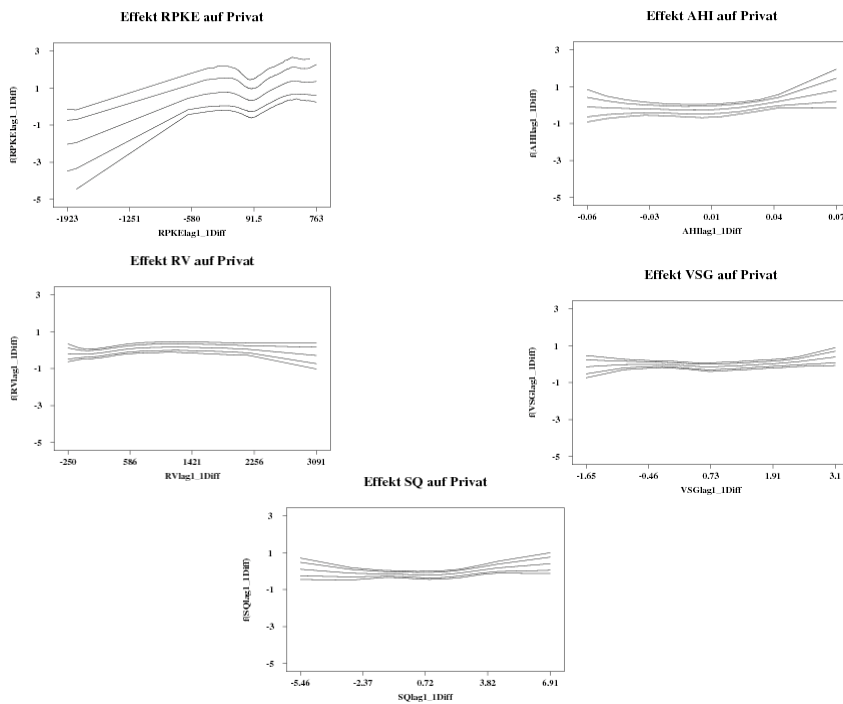 Effekt RPKE auf Privat
f(RPKElag1_1Diff)
3
1
-1
-3
-5
-1923 -1251 -580 91.5 763
RPKElag1_1Diff
Effekt AHI auf Privat
f(AHIlag1_1Diff)
3
1
-1
-3
-5
-0.06 -0.03 0.01 0.04 0.07
AHIlag1_1Diff
Effekt RV auf Privat
f(RVlag1_1Diff)
3
1
-1
-3
-5
-250 586 1421 2256 3091
RVlag1_1Diff
Effekt VSG auf Privat
f(VSGlag1_1Diff)
3
1
-1
-3
-5
-1.65 -0.46 0.73 1.91 3.1
VSGlag1_1Diff
Effekt SQ auf Privat
f(SQlag1_1Diff)
3
1
-1
-3
-5
-5.46 -2.37 0.72 3.82 6.91
SQlag1_1Diff